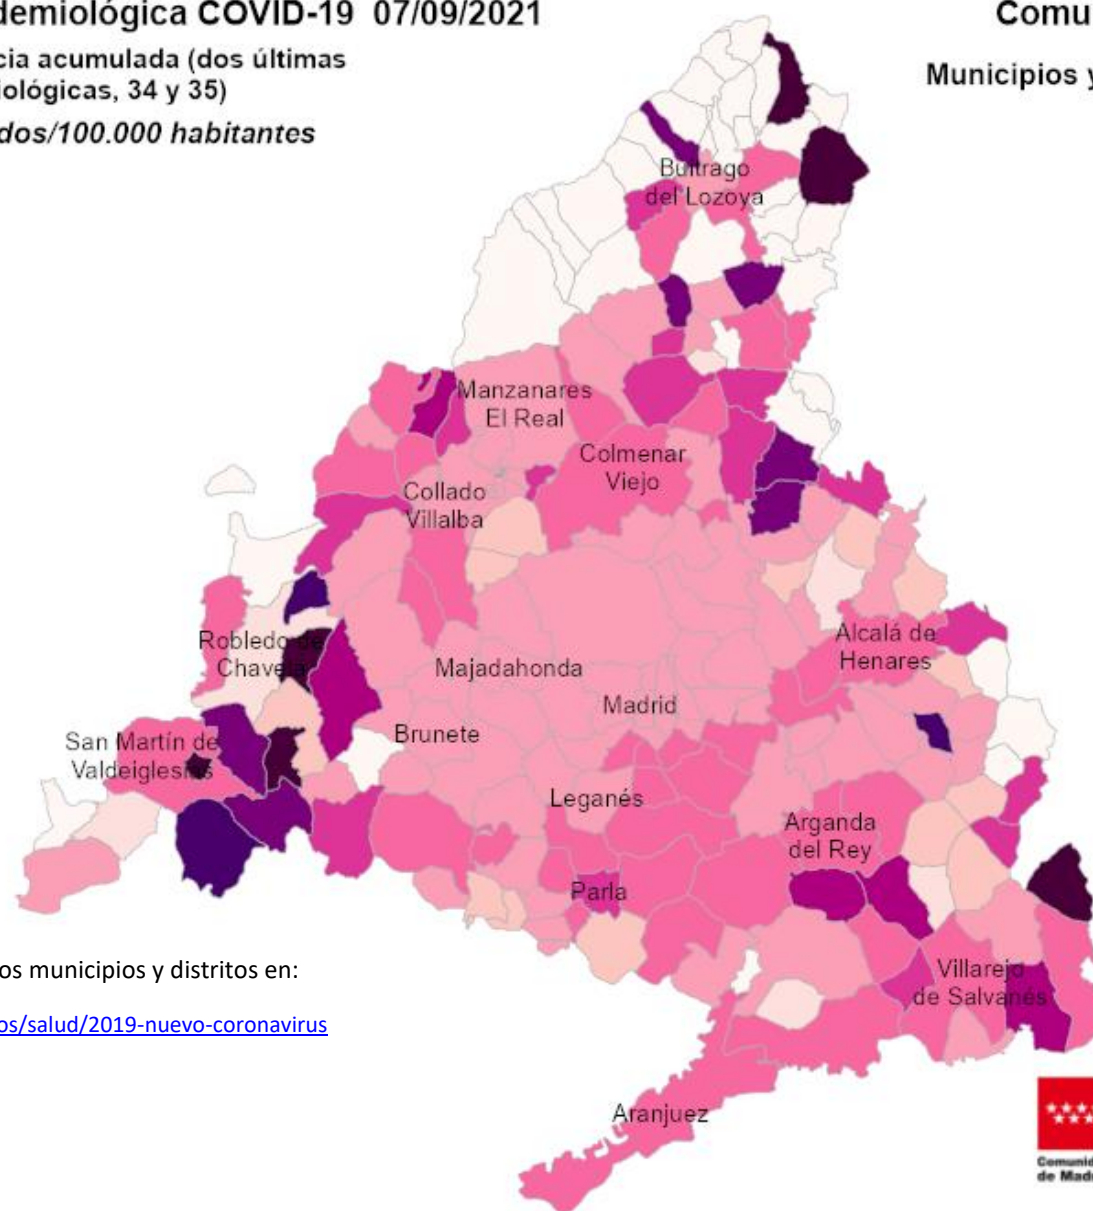 demiológica COVID-19 07/09/2021
Comu
cia acumulada (dos últimas
iológicas, 34 y 35)
Municipios y
dos/100.000 habitantes
Buitrago
del Lozoya
Manzanares
El Real
Colmenar
Viejo
Collado
Villalba
Robledo de
Chavela
Alcalá de
Henares
Majadahonda
Madrid
Brunete
San Martín de
Valdeiglesias
Leganés
Arganda
del Rey
Parla
Villarejo
de Salvanés
os municipios y distritos en:
os/salud/2019-nuevo-coronavirus
Aranjuez
Comunid
de Madr